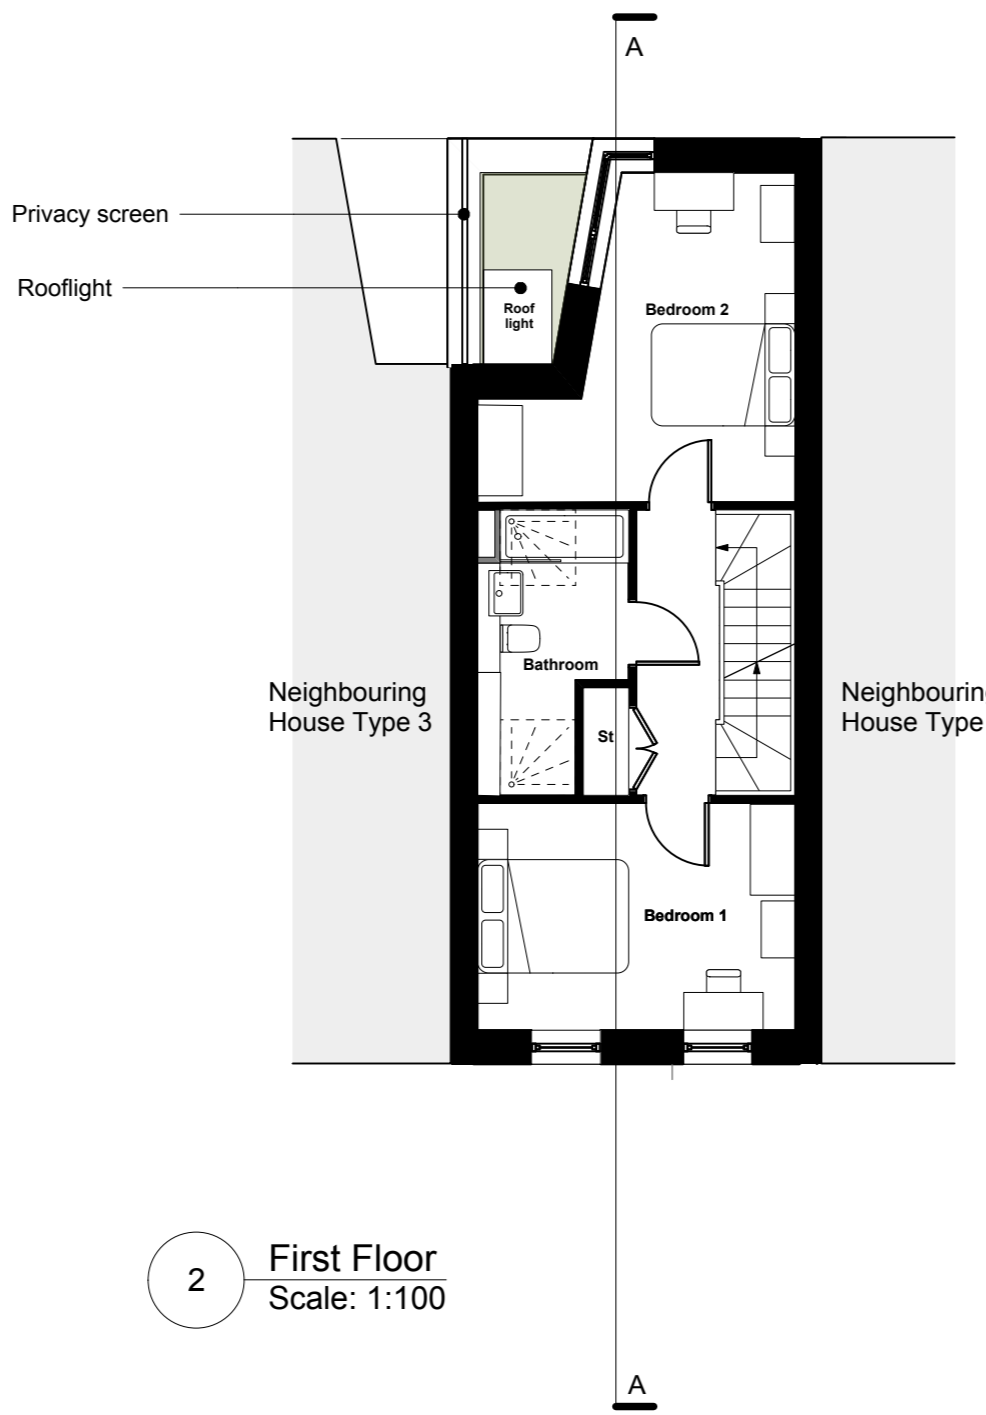 A
Privacy screen
Rooflight
Roof
light
Bedroom 2
Bathroom
Neighbouring
House Type 3
St
Neighbouring
House Type
Bedroom 1
2
First Floor
Scale: 1:100
A